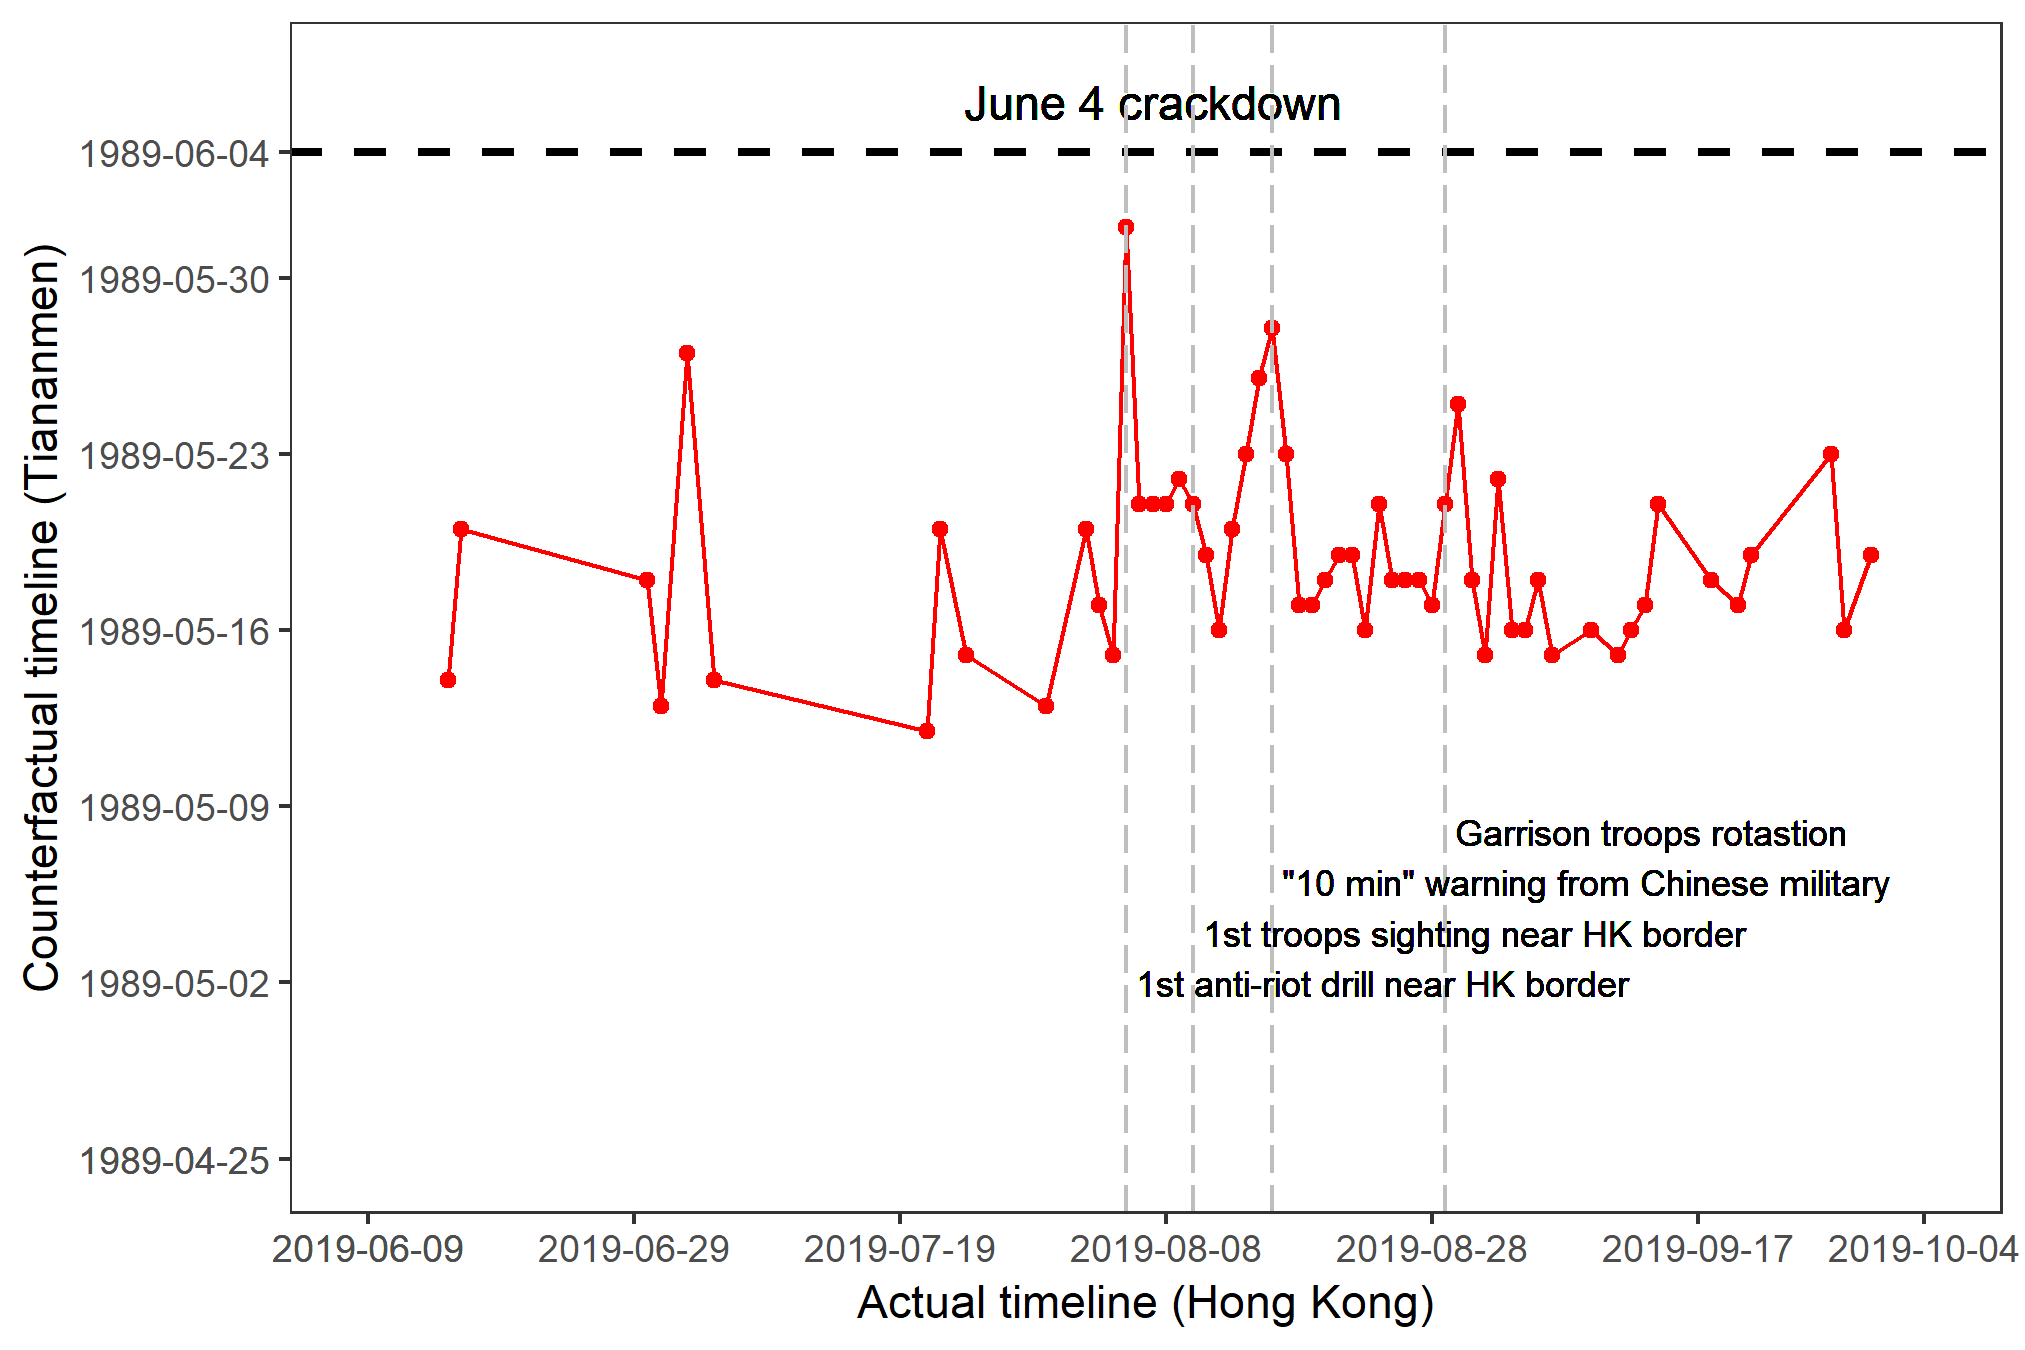 June 4 crackdown
1989-06-04
1989-05-30
1989-05-23
1989-05-16
1989-05-09
1989-05-02
1989-04-25
Counterfactual timeline (Tiananmen)
Garrison troops rotastion
"10 min" warning from Chinese military
1st troops sighting near HK border
1st anti-riot drill near HK border
2019-06-09 2019-06-29 2019-07-19 2019-08-08 2019-08-28 2019-09-17 2019-10-04
Actual timeline (Hong Kong)